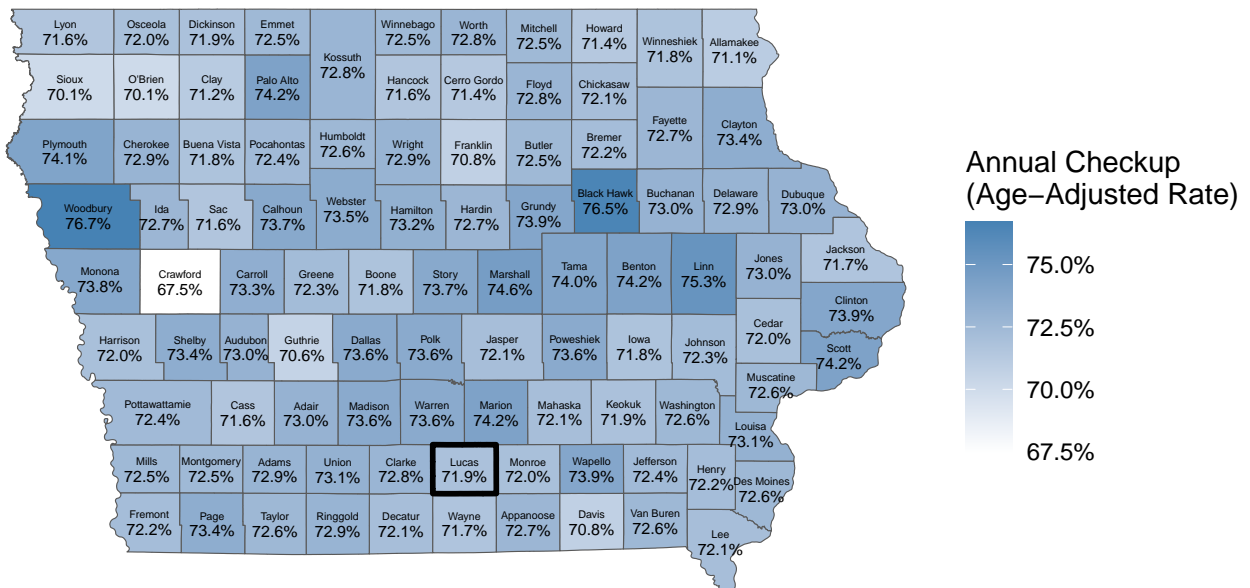 Lyon
71.6%
Osceola
72.0%
Dickinson
71.9%
Emmet
72.5%
Kossuth
72.8%
Winnebago
72.5%
Worth
72.8%
Mitchell
72.5%
Howard
71.4%
Winneshiek
71.8%
Allamakee
71.1%
Sioux
70.1%
O'Brien
70.1%
Clay
71.2%
Palo Alto
74.2%
Hancock
71.6%
Cerro Gordo
71.4%
Floyd
72.8%
Chickasaw
72.1%
Fayette
72.7%
Clayton
73.4%
Plymouth
74.1%
Cherokee
72.9%
Buena Vista
71.8%
Pocahontas
72.4%
Humboldt
72.6%
Wright
72.9%
Franklin
70.8%
Butler
72.5%
Bremer
72.2%
Woodbury
76.7%
Ida
72.7%
Sac
71.6%
Calhoun
73.7%
Webster
73.5%
Hamilton
73.2%
Hardin
72.7%
Grundy
73.9%
Black Hawk
76.5%
Buchanan
73.0%
Delaware
72.9%
Dubuque
73.0%
Monona
73.8%
Crawford
67.5%
Carroll
73.3%
Greene
72.3%
Boone
71.8%
Story
73.7%
Marshall
74.6%
Tama
74.0%
Benton
74.2%
Linn
75.3%
Jones
73.0%
Jackson
71.7%
Clinton
73.9%
Harrison
72.0%
Shelby
73.4%
Audubon
73.0%
Guthrie
70.6%
Dallas
73.6%
Polk
73.6%
Jasper
72.1%
Poweshiek
73.6%
Iowa
71.8%
Johnson
72.3%
Cedar
72.0%
Scott
74.2%
Muscatine
72.6%
Pottawattamie
72.4%
Cass
71.6%
Adair
73.0%
Madison
73.6%
Warren
73.6%
Marion
74.2%
Mahaska
72.1%
Keokuk
71.9%
Washington
72.6%
Louisa
73.1%
Mills
72.5%
Montgomery
72.5%
Adams
72.9%
Union
73.1%
Clarke
72.8%
Lucas
71.9%
Monroe
72.0%
Wapello
73.9%
Jefferson
72.4%
Henry
72.2%
Des Moines
72.6%
Fremont
72.2%
Page
73.4%
Taylor
72.6%
Ringgold
72.9%
Decatur
72.1%
Wayne
71.7%
Appanoose
72.7%
Davis
70.8%
Van Buren
72.6%
Lee
72.1%
Annual Checkup
(Age−Adjusted Rate)
75.0%
72.5%
70.0%
67.5%